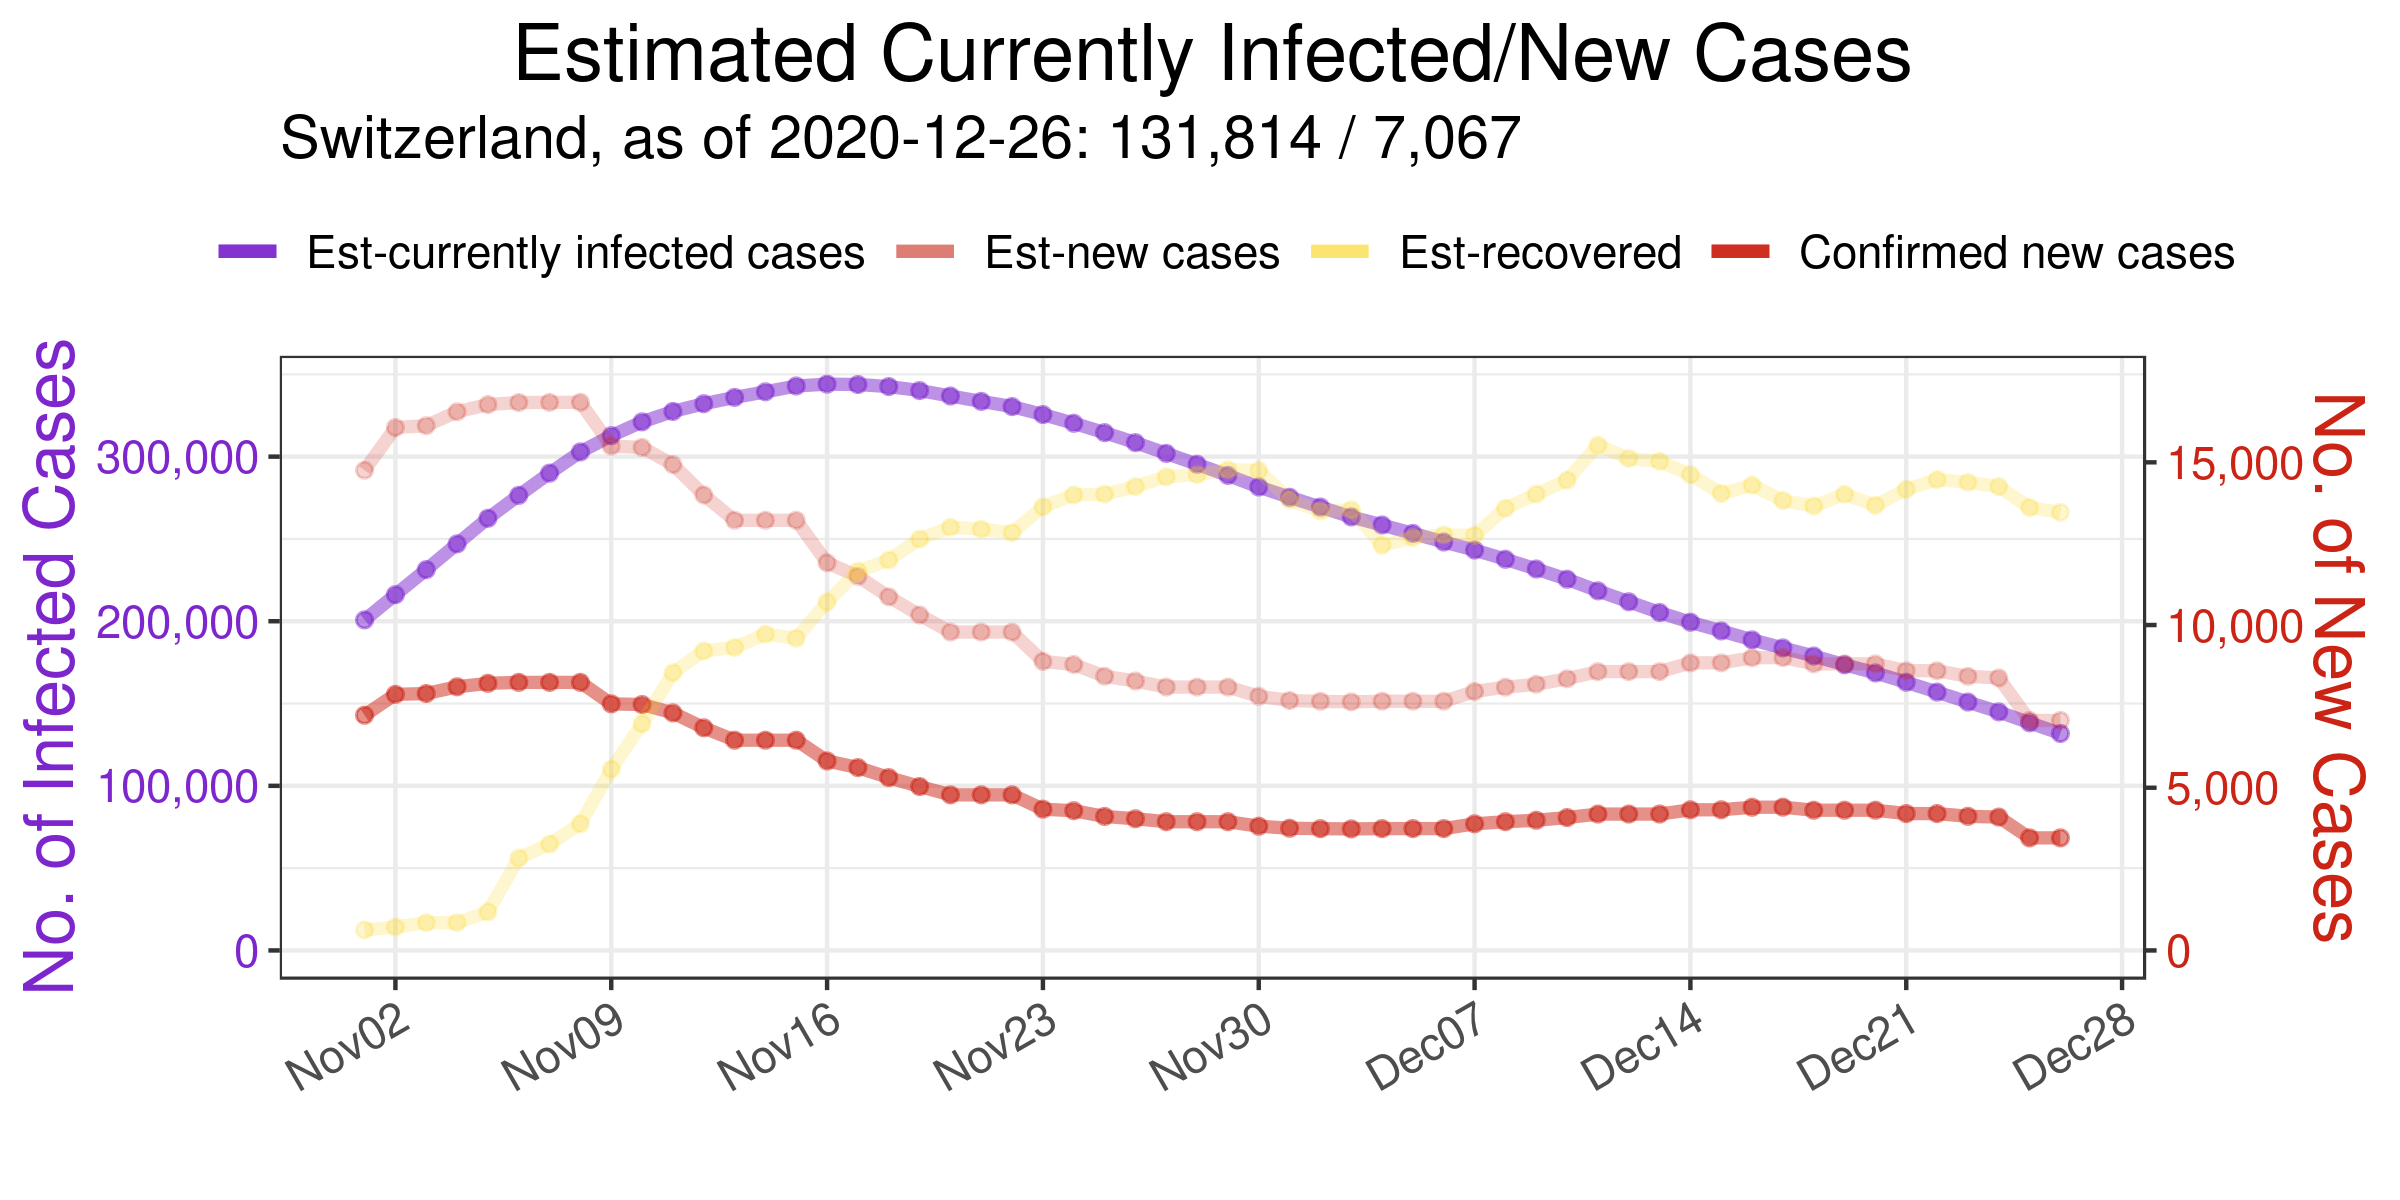 Estimated Currently Infected/New Cases
Switzerland, as of 2020-12-26: 131,814 / 7,067
Est-currently infected cases Est-new cases Est-recovered Confirmed new cases
No. of Infected Cases
300,000
200,000
100,000
0
15,000
10,000
5,000
0
No. of New Cases
Nov02 Nov09 Nov16 Nov23 Nov30 Dec07 Dec14 Dec21 Dec28